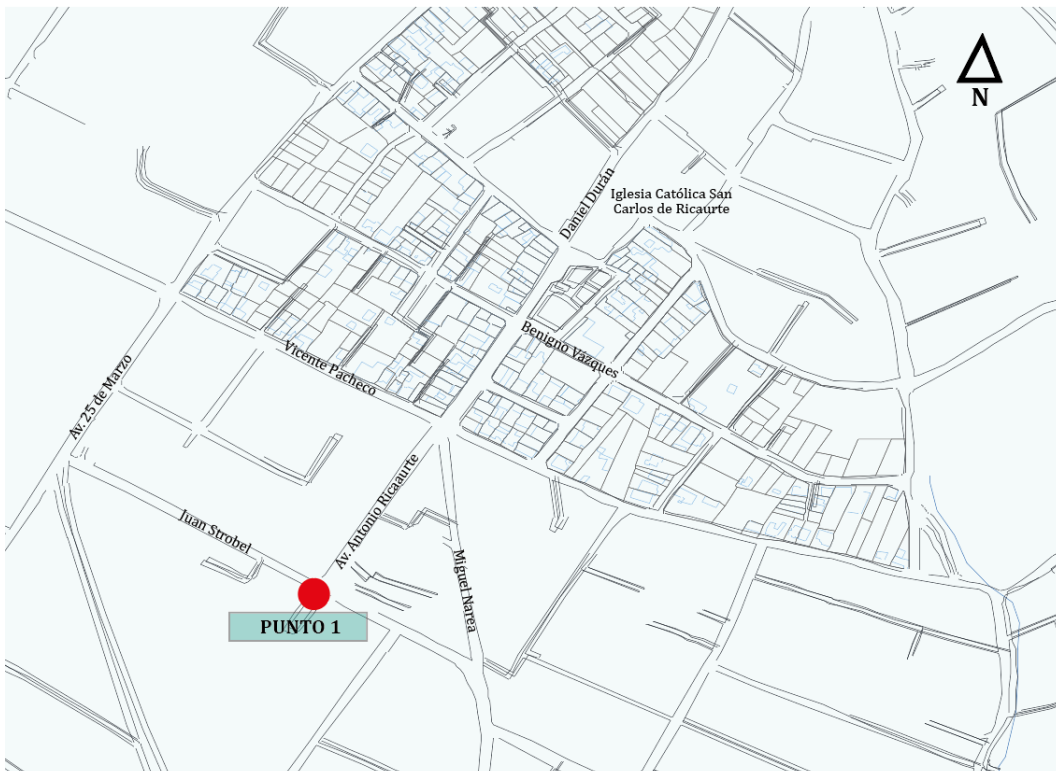 N
Daniel Durán
Iglesia Católica San
Carlos de Ricaurte
Benigno Vázques
Vicente Pacheco
Av. 25 de Marzo
Av. Antonio Ricaaurte
Juan Strobel
Miguel Narea
PUNTO 1